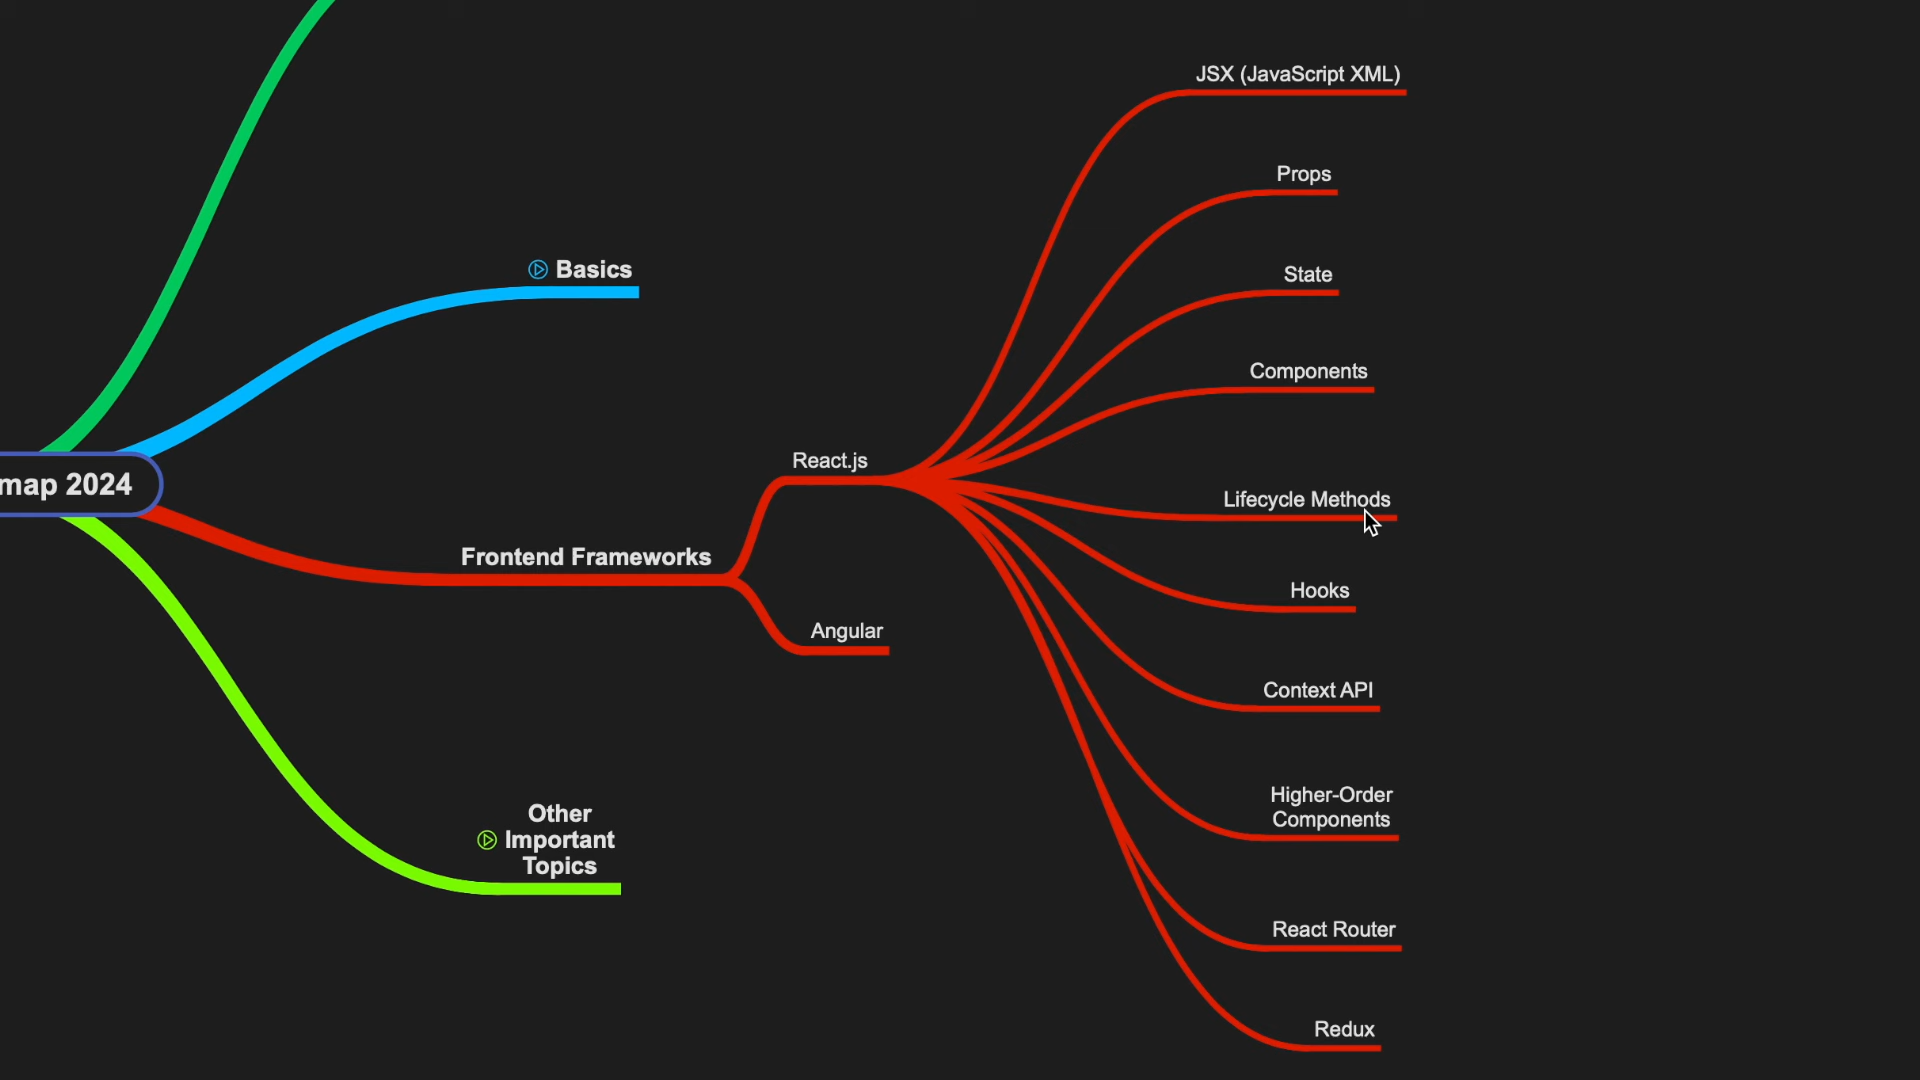 JSX (JavaScript XML)
Props
State
Components
Lifecycle Methods
Hooks
Context API
Higher-Order
Components
React Router
Redux
React.js
Angular
Frontend Frameworks
Basics
map 2024
Other
Important
Topics